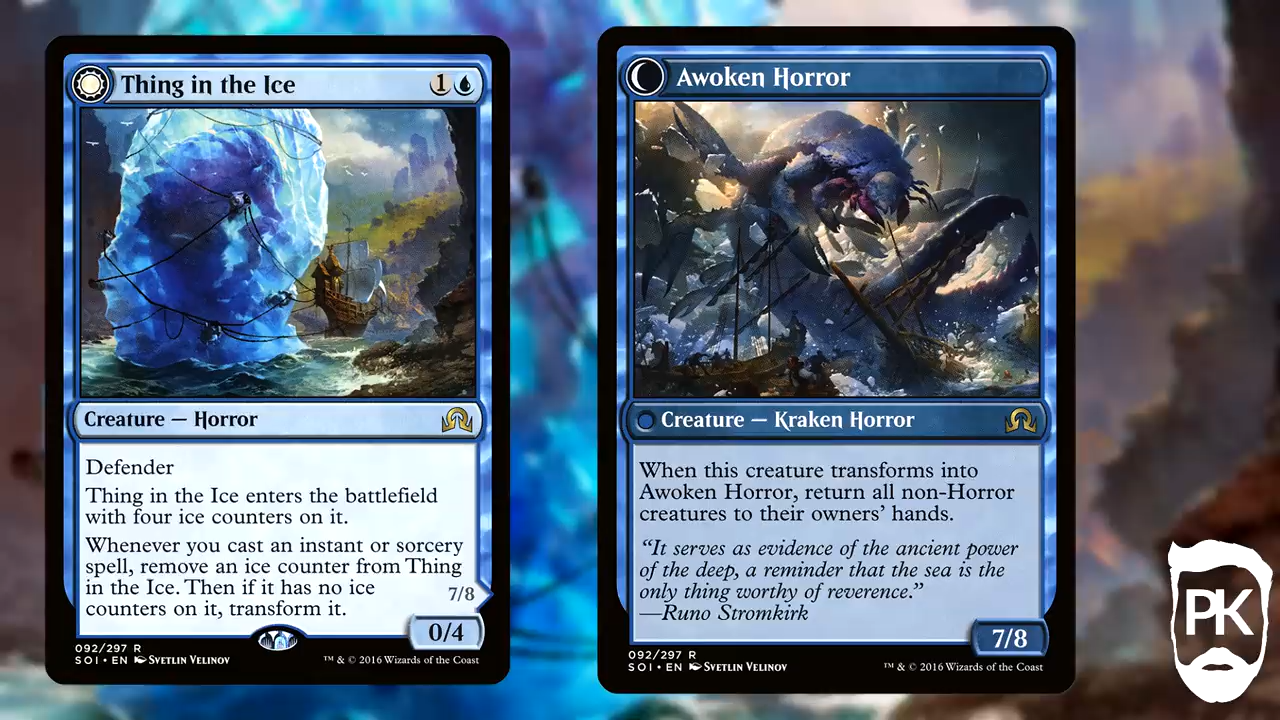 Thing in the Ice
1
Creature — Horror
Defender
Thing in the Ice enters the battlefield
with four ice counters on it.
Whenever you cast an instant or sorcery
spell, remove an ice counter from Thing
in the Ice. Then if it has no ice
counters on it, transform it.
7/8
0/4
092/297 R
SOI • EN Svetlin Velinov
™ & © 2016 Wizards of the Coast
Awoken Horror
Creature — Kraken Horror
When this creature transforms into
Awoken Horror, return all non-Horror
creatures to their owners’ hands.
“It serves as evidence of the ancient power
of the deep, a reminder that the sea is the
only thing worthy of reverence.”
—Runo Stromkirk
7/8
092/297 R
SOI • EN Svetlin Velinov
™ & © 2016 Wizards of the Coast
PK